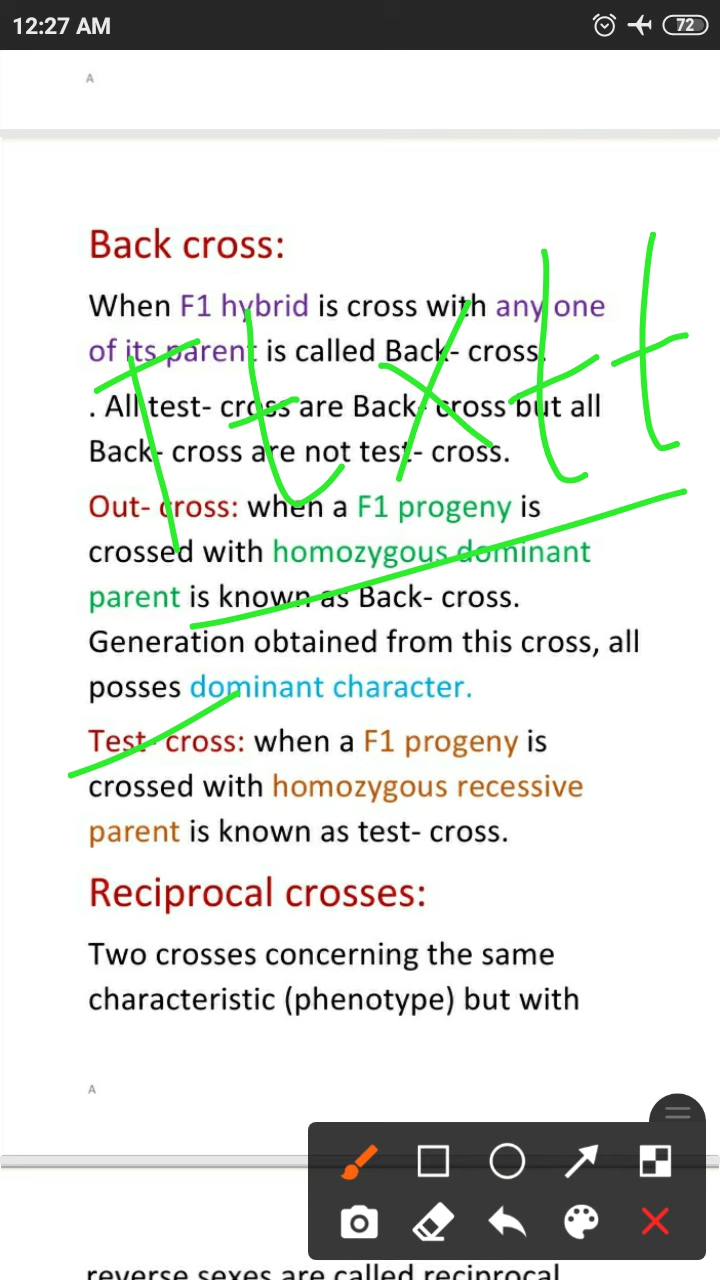 12:27 AM
72
A
Back cross:
When F1 hybrid is cross with any one
of its parent is called Back- cross.
. All test- cross are Back- cross but all
Back- cross are not test- cross.
Tt x tt
Out- cross: when a F1 progeny is
crossed with homozygous dominant
parent is known as Back- cross.
Generation obtained from this cross, all
posses dominant character.
Test- cross: when a F1 progeny is
crossed with homozygous recessive
parent is known as test- cross.
Reciprocal crosses:
Two crosses concerning the same
characteristic (phenotype) but with
A
reverse sexes are called reciprocal